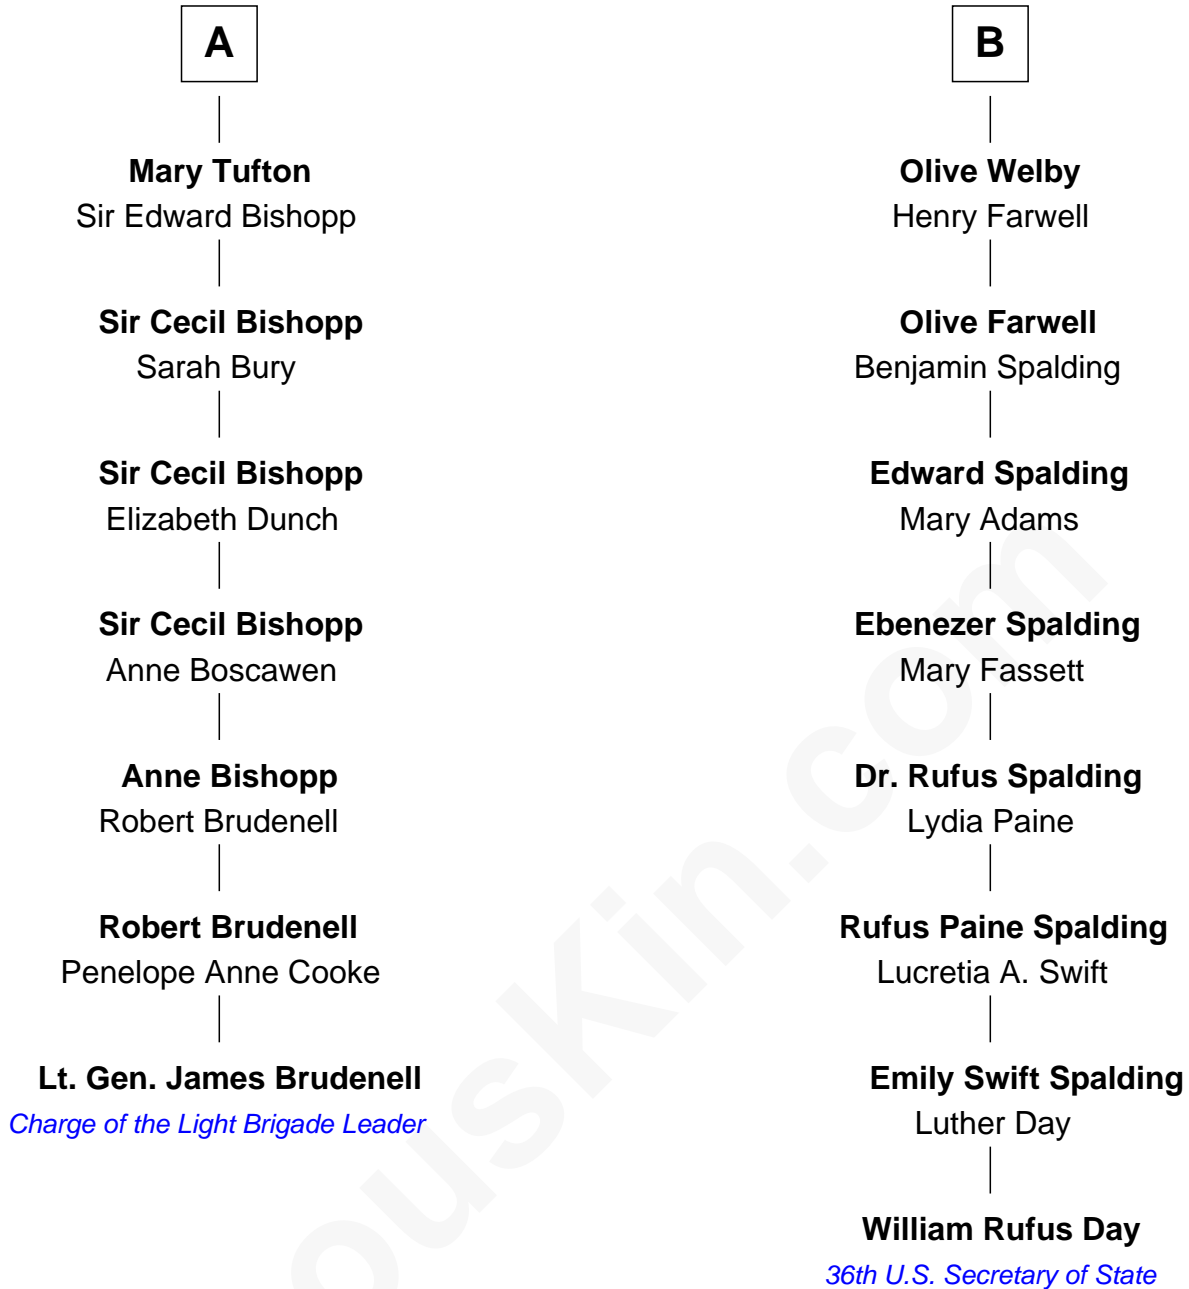 A
Mary Tufton
Sir Edward Bishopp
Sir Cecil Bishopp
Sarah Bury
Sir Cecil Bishopp
Elizabeth Dunch
Sir Cecil Bishopp
Anne Boscawen
Anne Bishopp
Robert Brudenell
Robert Brudenell
Penelope Anne Cooke
Lt. Gen. James Brudenell
Charge of the Light Brigade Leader
B
Olive Welby
Henry Farwell
Olive Farwell
Benjamin Spalding
Edward Spalding
Mary Adams
Ebenezer Spalding
Mary Fassett
Dr. Rufus Spalding
Lydia Paine
Rufus Paine Spalding
Lucretia A. Swift
Emily Swift Spalding
Luther Day
William Rufus Day
36th U.S. Secretary of State
ousKin.com